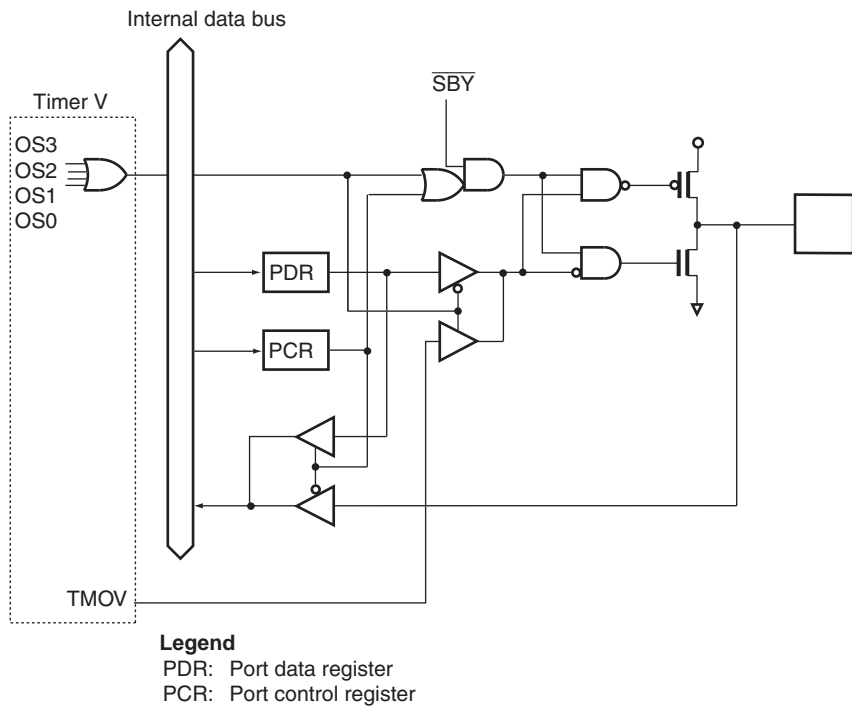 Internal data bus
SBY
Timer V
OS3
OS2
OS1
OS0
PDR
PCR
TMOV
Legend
PDR: Port data register
PCR: Port control register